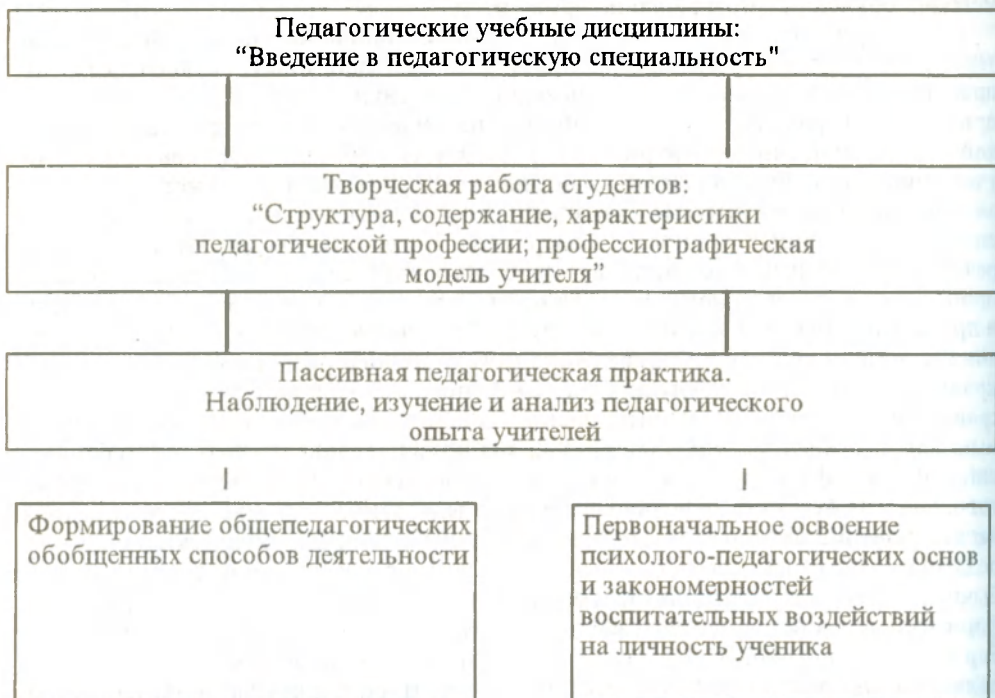 Педагогические учебные дисциплины:
“Введение в педагогическую специальность"
Творческая работа студентов:
“Структура, содержание, характеристики
педагогической профессии; профессиографическая
модель учителя”
Пассивная педагогическая практика.
Наблюдение, изучение и анализ педагогического
опыта учителей
Формирование общепедагогических
обобщенных способов деятельности
Первоначальное освоение
психолого-педагогических основ
и закономерностей
воспитательных воздействий
на личность ученика